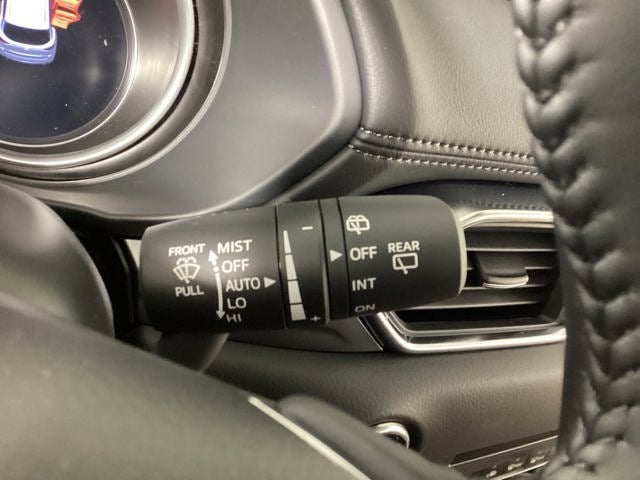 FRONT
PULL
MIST
OFF
AUTO
LO
HI
−
+
OFF
INT
ON
REAR